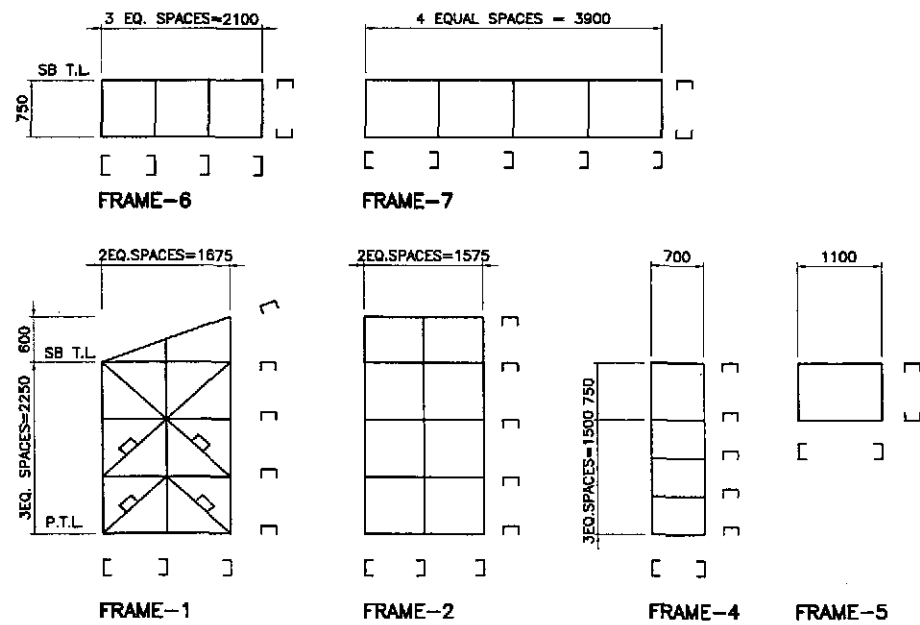 3 EQ. SPACES=2100
4 EQUAL SPACES = 3900
SB T.L.
750
FRAME-6
FRAME-7
2EQ.SPACES=1675
2EQ.SPACES=1575
700
1100
600
SB T.L.
3EQ. SPACES=2250
3EQ.SPACES=1500 750
P.T.L.
FRAME-1
FRAME-2
FRAME-4
FRAME-5